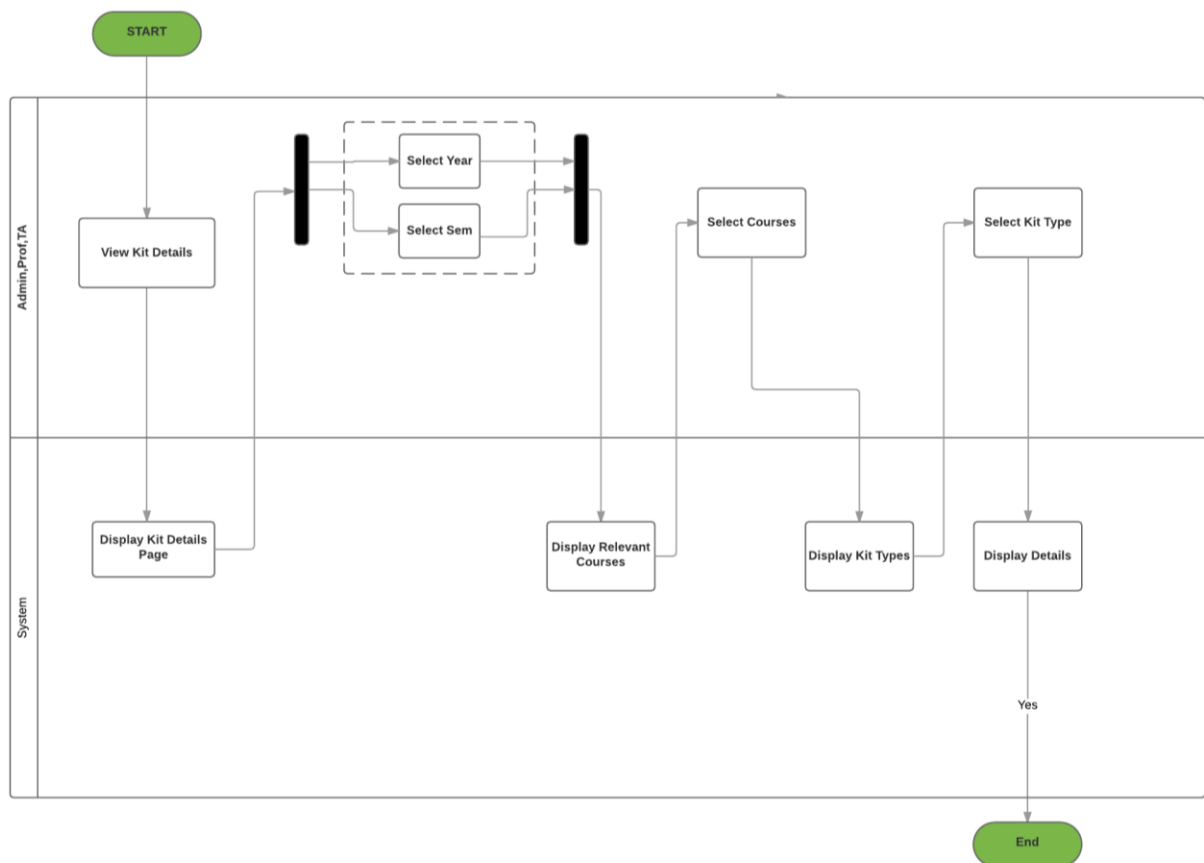 START
Admin,Prof,TA
View Kit Details
Select Year
Select Sem
Select Courses
Select Kit Type
System
Display Kit Details
Page
Display Relevant
Courses
Display Kit Types
Display Details
Yes
End